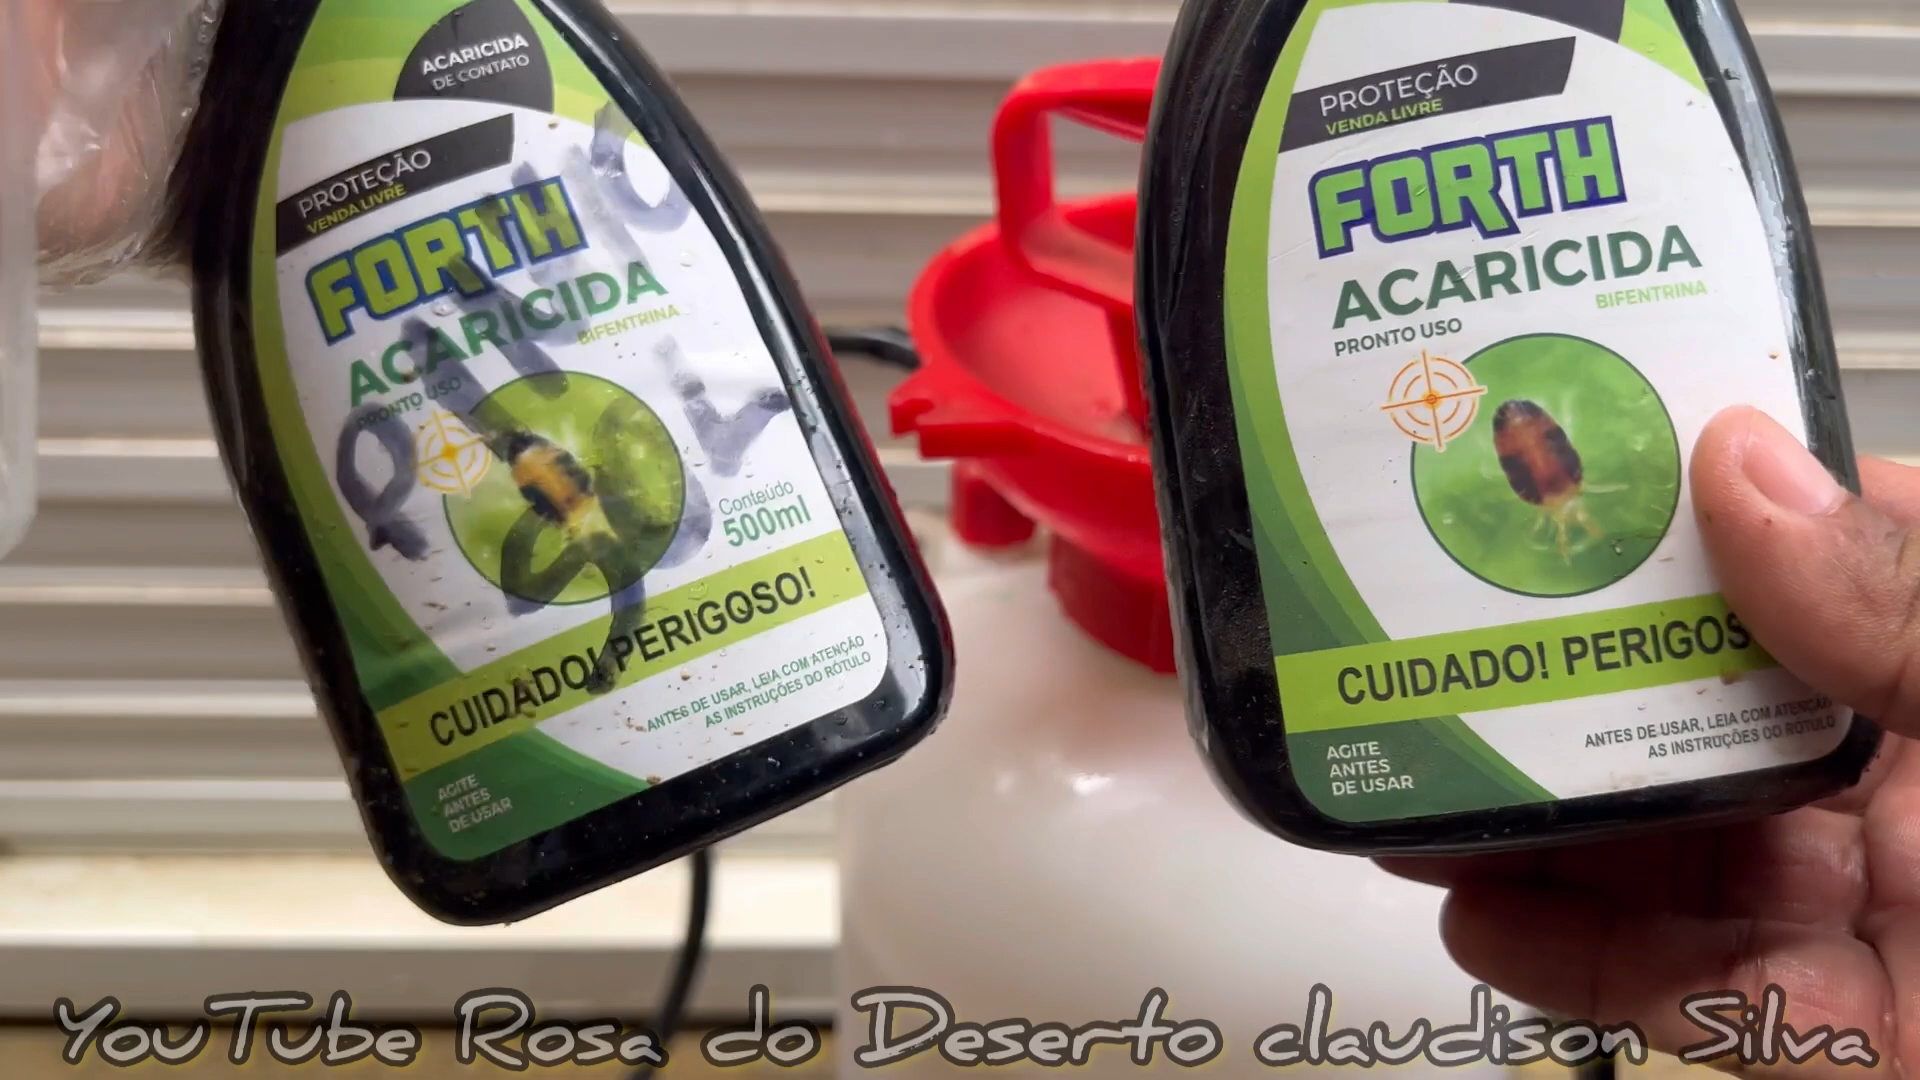 ACARICIDA
DE CONTATO
PROTEÇÃO
VENDA LIVRE
FORTH
ACARICIDA
BIFENTRINA
PRONTO USO
Conteúdo
500ml
CUIDADO! PERIGOSO!
ANTES DE USAR, LEIA COM ATENÇÃO
AS INSTRUÇÕES DO RÓTULO
AGITE
ANTES
DE USAR
PROTEÇÃO
VENDA LIVRE
FORTH
ACARICIDA
BIFENTRINA
PRONTO USO
CUIDADO! PERIGOS
ANTES DE USAR, LEIA COM ATENÇÃO
AS INSTRUÇÕES DO RÓTULO
AGITE
ANTES
DE USAR
YouTube Rosa do Deserto claudison Silva